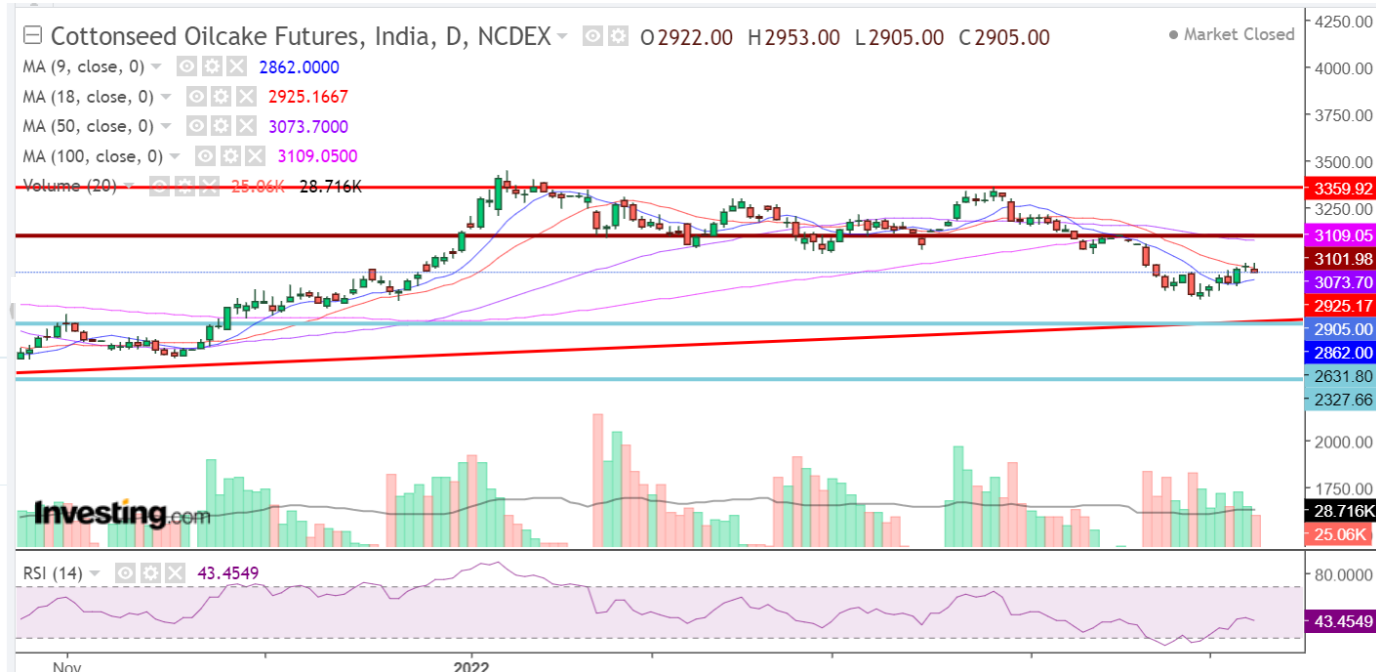 Cottonseed Oilcake Futures, India, D, NCDEX O2922.00 H2953.00 L2905.00 C2905.00
Market Closed
MA (9, close, 0) 2862.0000
MA (18, close, 0) 2925.1667
MA (50, close, 0) 3073.7000
MA (100, close, 0) 3109.0500
Volume (20) 25.06K 28.716K
4250.00
4000.00
3750.00
3500.00
3359.92
3250.00
3109.05
3101.98
3073.70
2925.17
2905.00
2862.00
2631.80
2327.66
2000.00
1750.00
28.716K
25.06K
Investing.com
RSI (14) 43.4549
80.0000
43.4549
Nov
2022